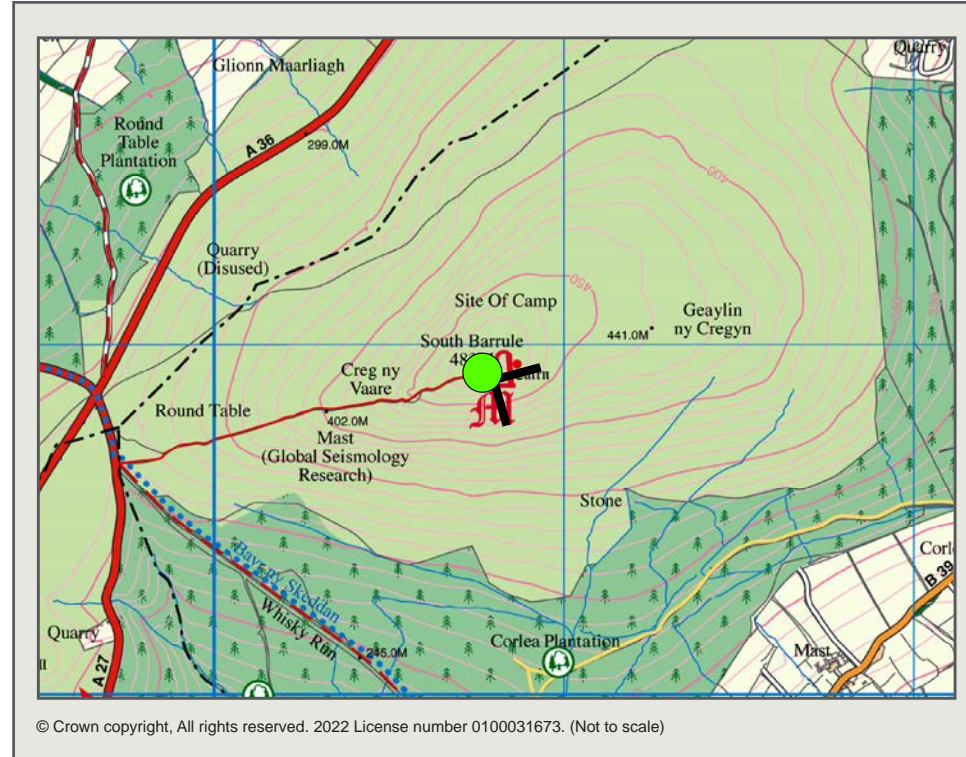 Quarry
Glionn Maarliagh
Round
Table
Plantation
A 36
299.0M
400
Quarry
(Disused)
450
Site Of Camp
Geaylin
ny Cregyn
441.0M
South Barrule
Creg ny
Vaare
Round Table
402.0M
Mast
(Global Seismology
Research)
Stone
Bayr ny Skeddan
Whisky Run
Corlea Plantation
B 39
Quarry
245.0M
Mast
A 27
© Crown copyright, All rights reserved. 2022 License number 0100031673. (Not to scale)